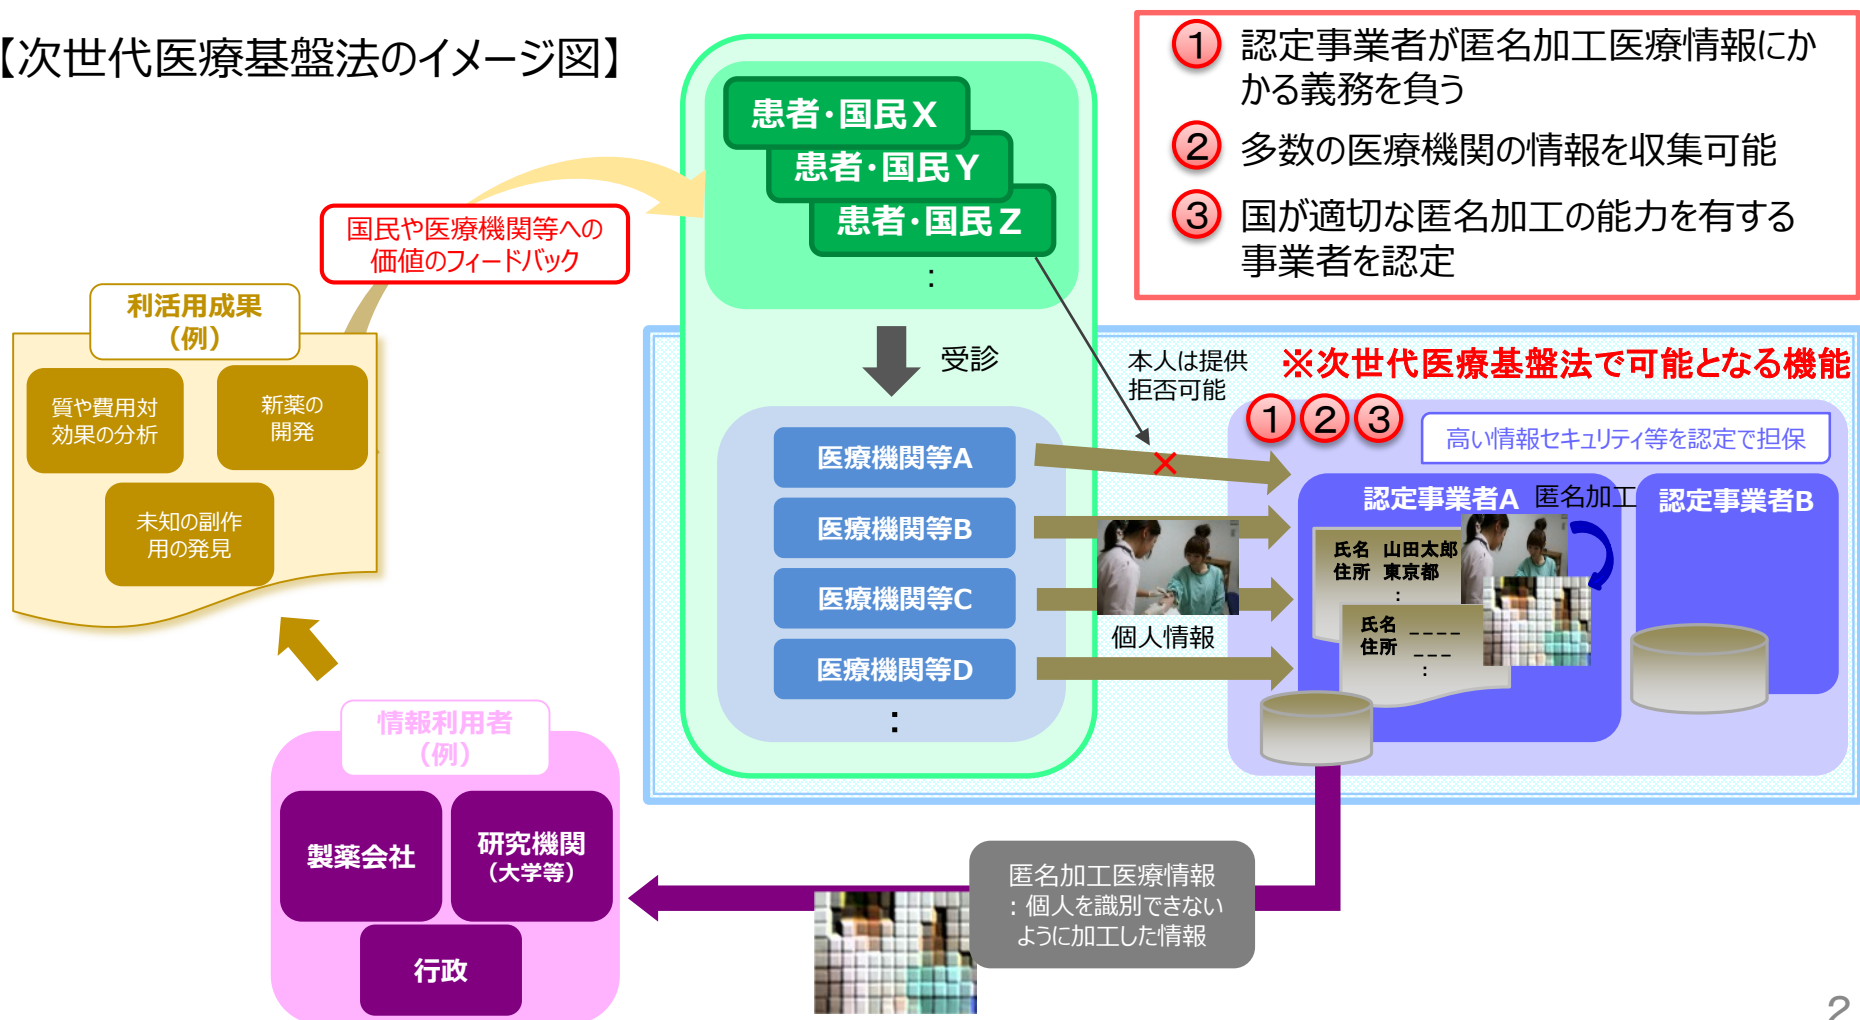 【次世代医療基盤法のイメージ図】
① 認定事業者が匿名加工医療情報にか
かる義務を負う
② 多数の医療機関の情報を収集可能
③ 国が適切な匿名加工の能力を有する
事業者を認定
患者・国民X
患者・国民Y
患者・国民Z
：
国民や医療機関等への
価値のフィードバック
利活用成果
（例）
質や費用対
効果の分析
新薬の
開発
未知の副作
用の発見
受診
本人は提供
拒否可能
※次世代医療基盤法で可能となる機能
①②③
高い情報セキュリティ等を認定で担保
医療機関等A
医療機関等B
医療機関等C
医療機関等D
：
個人情報
認定事業者A
匿名加工
認定事業者B
氏名 山田太郎
住所 東京都
：
氏名 ＿＿＿＿
住所 ＿＿＿
：
情報利用者
（例）
製薬会社
研究機関
（大学等）
行政
匿名加工医療情報
：個人を識別できない
ように加工した情報
2